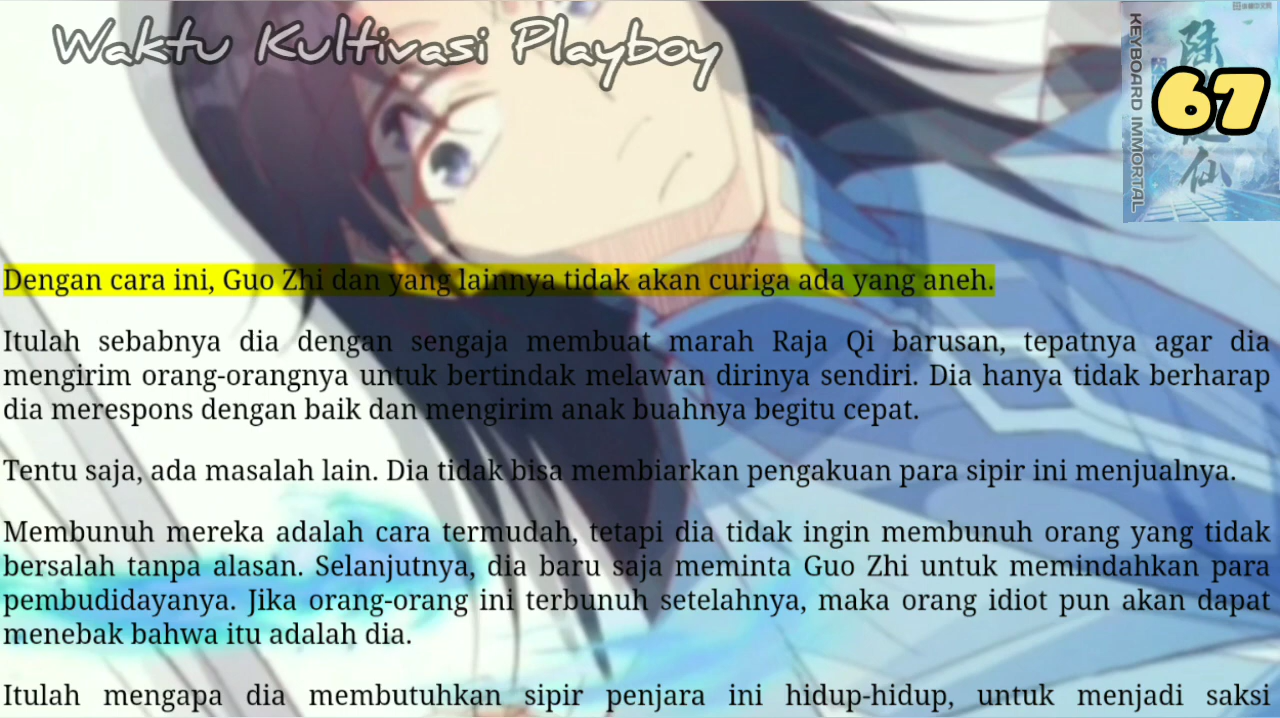 Waktu Kultivasi Playboy
KEYBOARD IMMORTAL
67
Dengan cara ini, Guo Zhi dan yang lainnya tidak akan curiga ada yang aneh.
Itulah sebabnya dia dengan sengaja membuat marah Raja Qi barusan, tepatnya agar dia
mengirim orang-orangnya untuk bertindak melawan dirinya sendiri. Dia hanya tidak berharap
dia merespons dengan baik dan mengirim anak buahnya begitu cepat.
Tentu saja, ada masalah lain. Dia tidak bisa membiarkan pengakuan para sipir ini menjualnya.
Membunuh mereka adalah cara termudah, tetapi dia tidak ingin membunuh orang yang tidak
bersalah tanpa alasan. Selanjutnya, dia baru saja meminta Guo Zhi untuk memindahkan para
pembudidayanya. Jika orang-orang ini terbunuh setelahnya, maka orang idiot pun akan dapat
menebak bahwa itu adalah dia.
Itulah mengapa dia membutuhkan sipir penjara ini hidup-hidup, untuk menjadi saksi